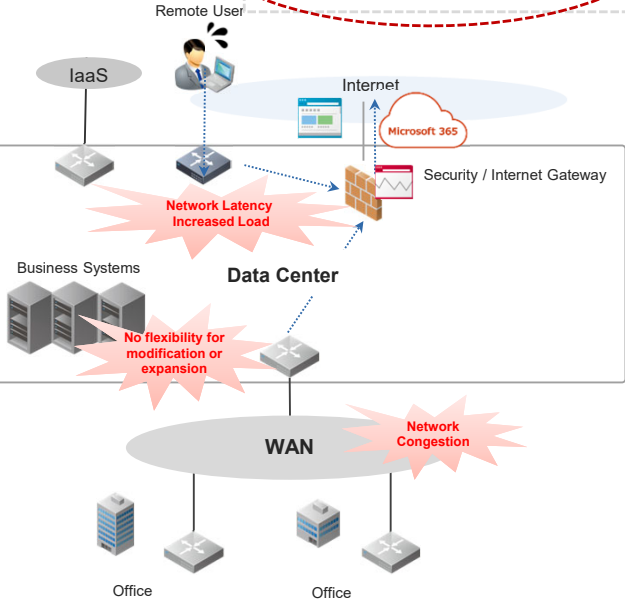 Remote User
IaaS
Internet
Microsoft 365
Security / Internet Gateway
Network Latency
Increased Load
Business Systems
Data Center
No flexibility for
modification or
expansion
WAN
Network
Congestion
Office
Office